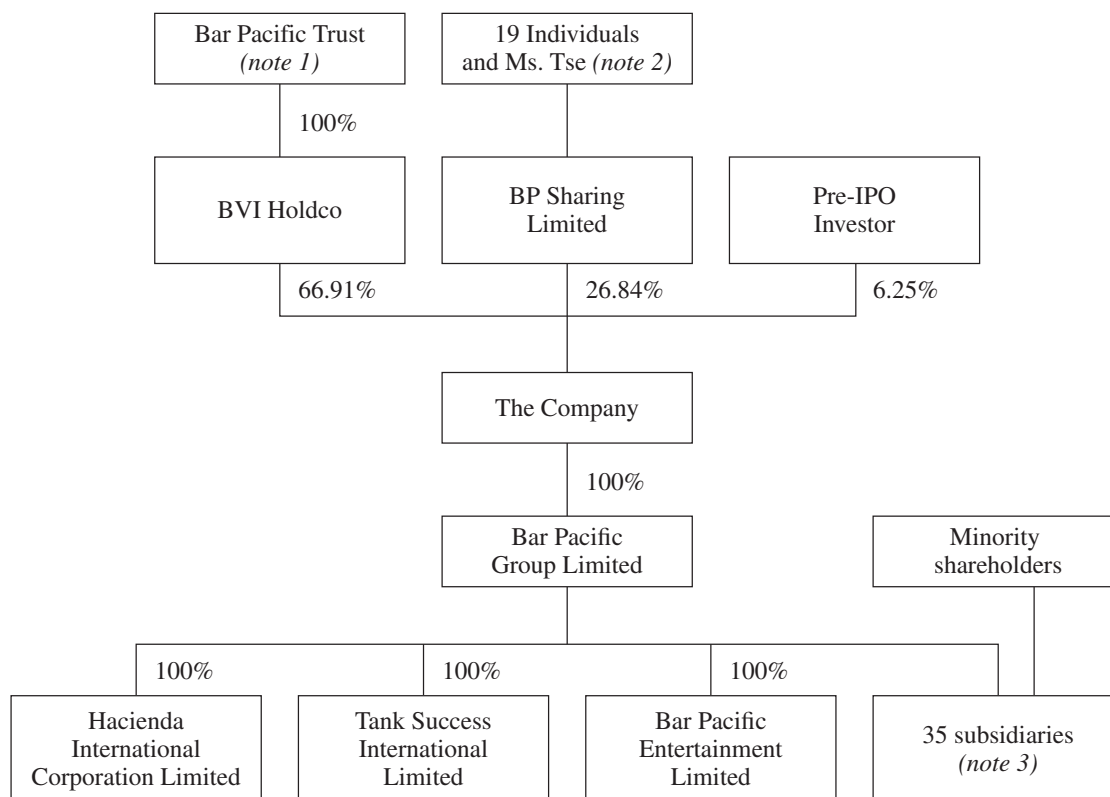 Bar Pacific Trust
(note 1)
19 Individuals
and Ms. Tse (note 2)
100%
BVI Holdco
BP Sharing
Limited
Pre-IPO
Investor
66.91%
26.84%
6.25%
The Company
100%
Bar Pacific
Group Limited
Minority
shareholders
100%
100%
100%
Hacienda
International
Corporation Limited
Tank Success
International
Limited
Bar Pacific
Entertainment
Limited
35 subsidiaries
(note 3)